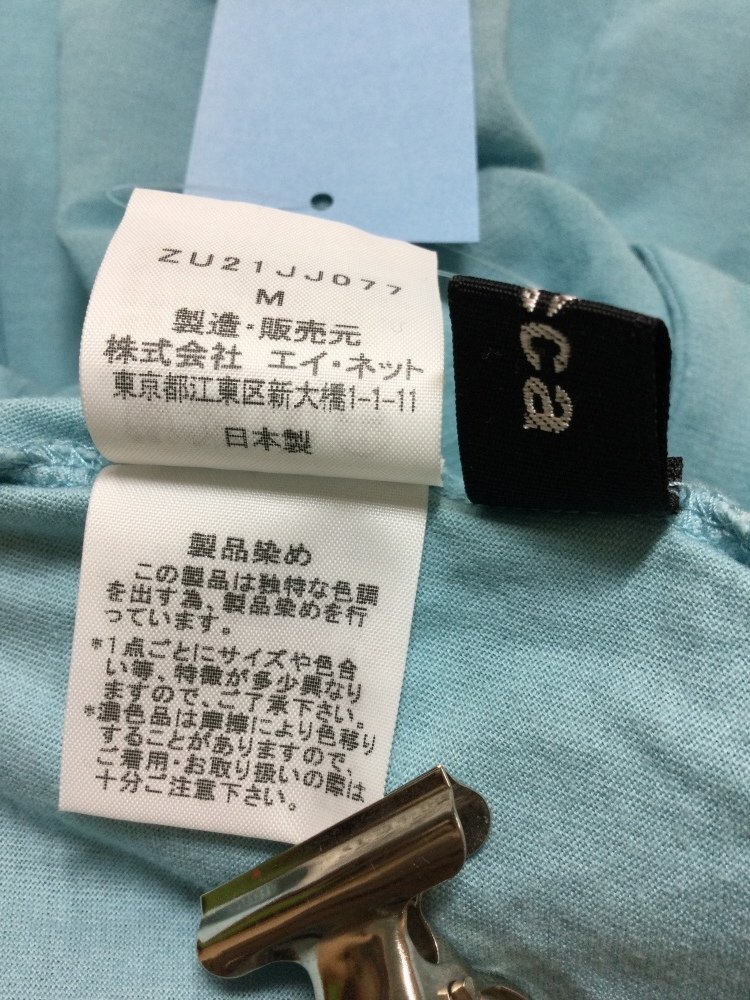 ZU21JJ077
M
製造・販売元
株式会社 エイ・ネット
東京都江東区新大橋1-1-11
日本製
ca
製品染め
この製品は独特な色調
を出す為、製品染めを行
っています。
*1点ごとにサイズや色合
い等、特徴が多少異なり
ますので、ご了承下さい。
*濃色品は摩擦により色移り
することがありますので、
ご着用・お取り扱いの際は
十分ご注意下さい。